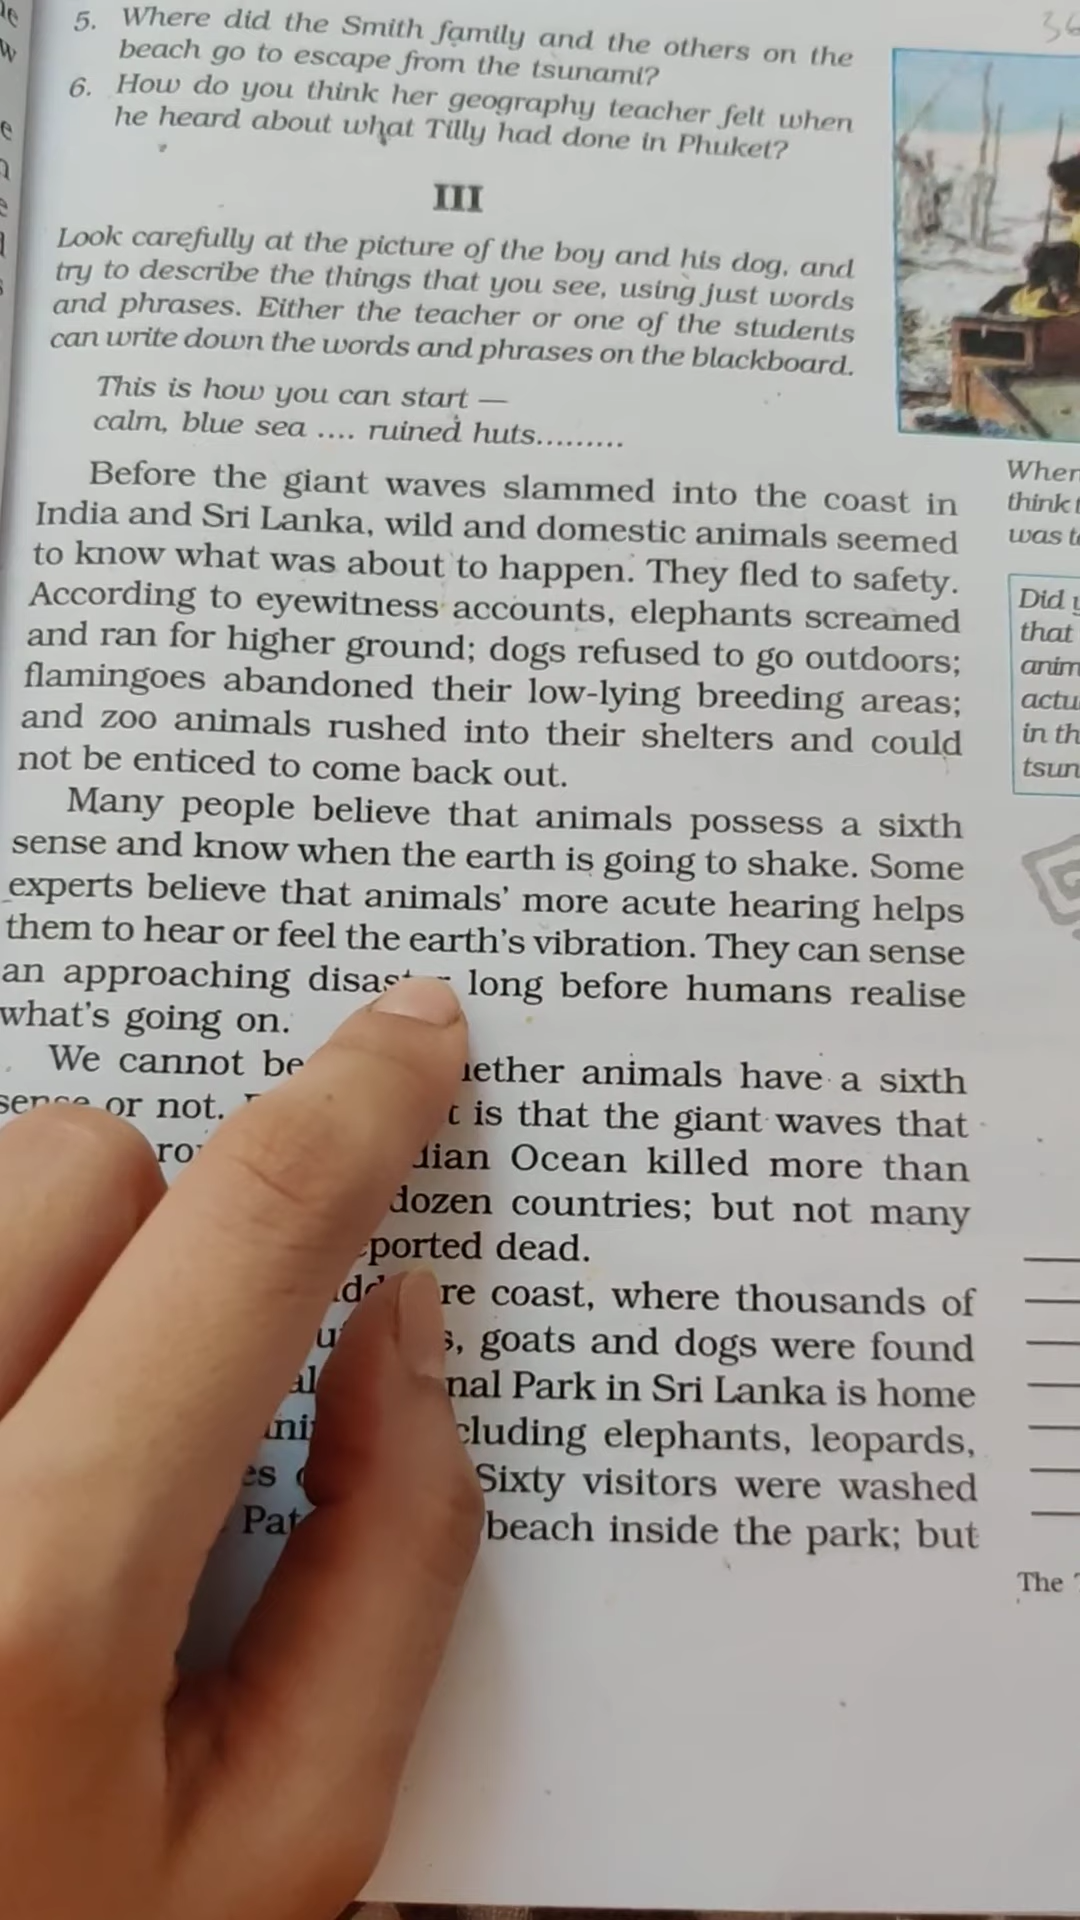 5. Where did the Smith family and the others on the
beach go to escape from the tsunami?
6. How do you think her geography teacher felt when
he heard about what Tilly had done in Phuket?
III
Look carefully at the picture of the boy and his dog, and
try to describe the things that you see, using just words
and phrases. Either the teacher or one of the students
can write down the words and phrases on the blackboard.
This is how you can start —
calm, blue sea .... ruined huts.........
Before the giant waves slammed into the coast in
India and Sri Lanka, wild and domestic animals seemed
to know what was about to happen. They fled to safety.
According to eyewitness accounts, elephants screamed
and ran for higher ground; dogs refused to go outdoors;
flamingoes abandoned their low-lying breeding areas;
and zoo animals rushed into their shelters and could
not be enticed to come back out.
Many people believe that animals possess a sixth
sense and know when the earth is going to shake. Some
experts believe that animals' more acute hearing helps
them to hear or feel the earth's vibration. They can sense
an approaching long before humans realise
what's going on.
We cannot be animals have a sixth
or not. is that the giant waves that
Ocean killed more than
dozen countries; but not many
dead.
coast, where thousands of
goats and dogs were found
Park in Sri Lanka is home
elephants, leopards,
Sixty visitors were washed
beach inside the park; but
36
When
think
was
Did
that
in
The